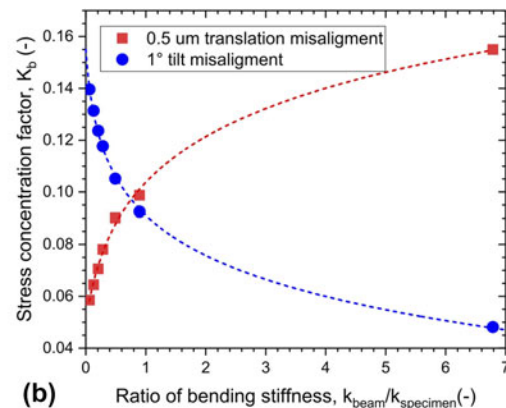 0.16
0.14
0.12
0.10
0.08
0.06
0.04
Stress concentration factor, K_b (-)
0.5 um translation misaligment
1° tilt misaligment
0 1 2 3 4 5 6 7
(b) Ratio of bending stiffness, k_beam/k_specimen(-)